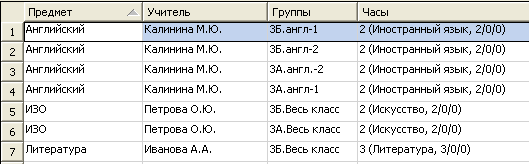 Предмет Учитель Группы Часы
1 Английский Калинина М.Ю. 3Б.англ-1 2 (Иностранный язык, 2/0/0)
2 Английский Калинина М.Ю. 3Б.англ-2 2 (Иностранный язык, 2/0/0)
3 Английский Калинина М.Ю. 3А.англ.-2 2 (Иностранный язык, 2/0/0)
4 Английский Калинина М.Ю. 3А.англ-1 2 (Иностранный язык, 2/0/0)
5 ИЗО Петрова О.Ю. 3Б.Весь класс 2 (Искусство, 2/0/0)
6 ИЗО Петрова О.Ю. 3А.Весь класс 2 (Искусство, 2/0/0)
7 Литература Иванова А.А. 3Б.Весь класс 3 (Литература, 3/0/0)